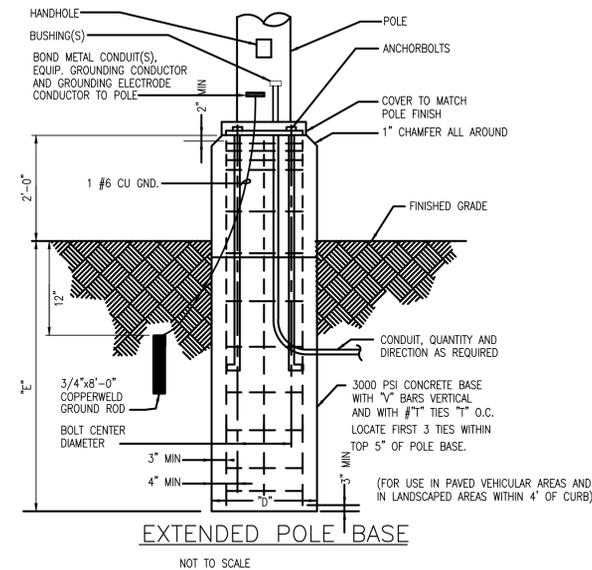 HANDHOLE
BUSHING(S)
BOND METAL CONDUIT(S),
EQUIP. GROUNDING CONDUCTOR
AND GROUNDING ELECTRODE
CONDUCTOR TO POLE
2" MIN
POLE
ANCHORBOLTS
COVER TO MATCH
POLE FINISH
1" CHAMFER ALL AROUND
2'-0"
1 #6 CU GND.
FINISHED GRADE
12"
"E"
3/4"x8'-0"
COPPERWELD
GROUND ROD
BOLT CENTER
DIAMETER
3" MIN
4" MIN
"D"
CONDUIT, QUANTITY AND
DIRECTION AS REQUIRED
3000 PSI CONCRETE BASE
WITH "V" BARS VERTICAL
AND WITH #"T" TIES "T" O.C.
LOCATE FIRST 3 TIES WITHIN
TOP 5" OF POLE BASE.
3" MIN
(FOR USE IN PAVED VEHICULAR AREAS AND
IN LANDSCAPED AREAS WITHIN 4' OF CURB)
EXTENDED POLE BASE
NOT TO SCALE